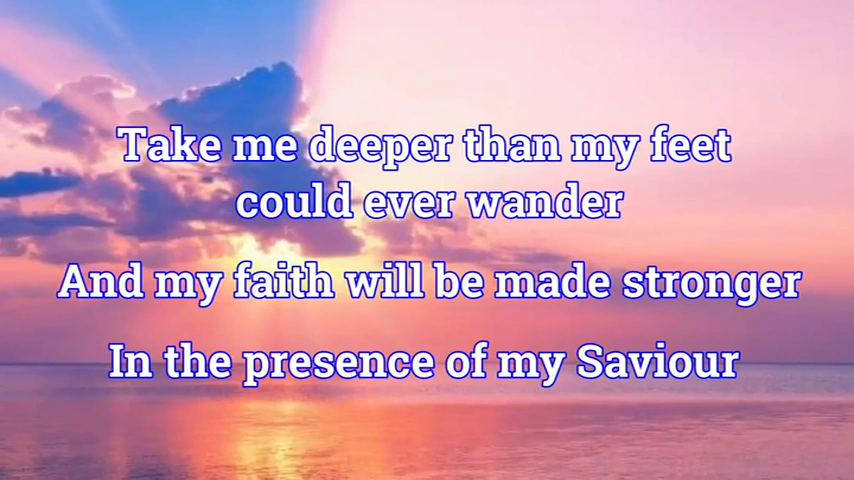 Take me deeper than my feet
could ever wander
And my faith will be made stronger
In the presence of my Saviour